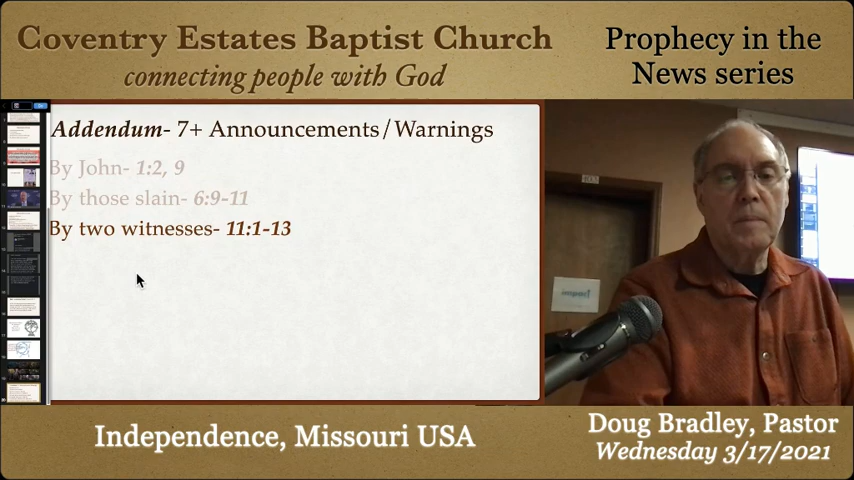 Coventry Estates Baptist Church
connecting people with God
Prophecy in the
News series
Addendum- 7+ Announcements/Warnings
By John- 1:2, 9
By those slain- 6:9-11
By two witnesses- 11:1-13
Independence, Missouri USA
Doug Bradley, Pastor
Wednesday 3/17/2021